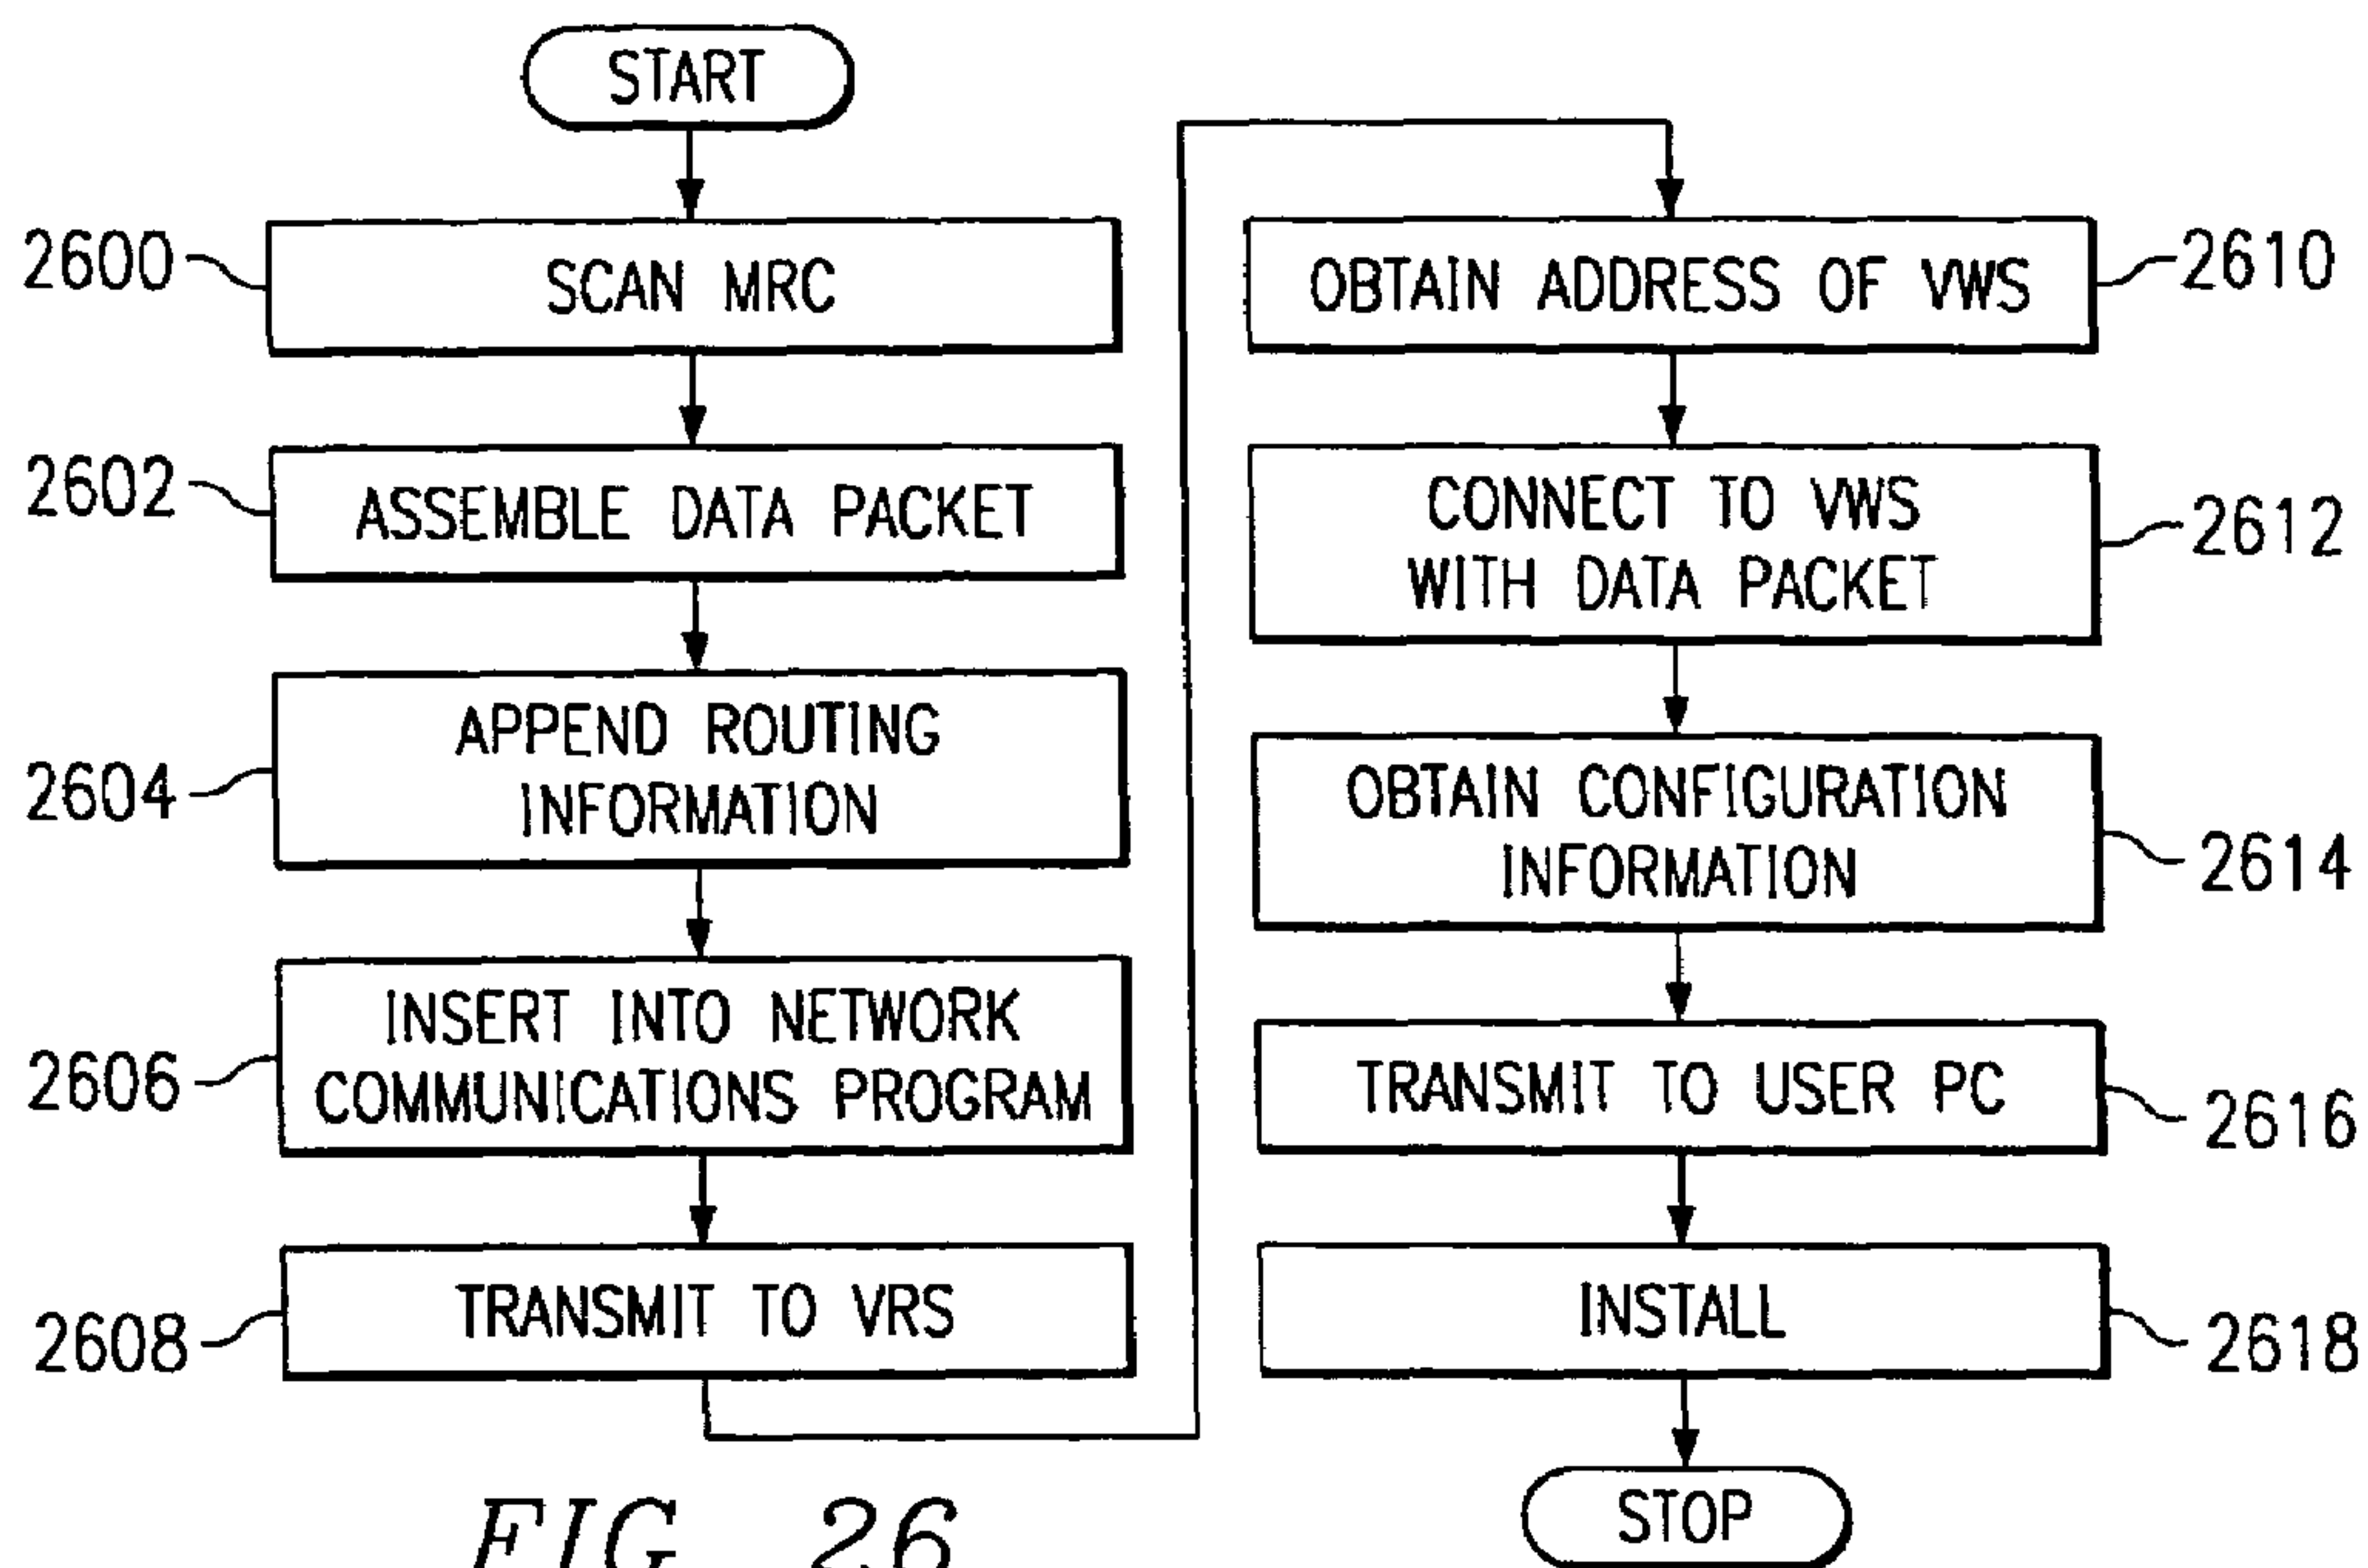 START
2600
SCAN MRC
2602
ASSEMBLE DATA PACKET
2604
APPEND ROUTING
INFORMATION
2606
INSERT INTO NETWORK
COMMUNICATIONS PROGRAM
2608
TRANSMIT TO VRS
OBTAIN ADDRESS OF VWS
2610
CONNECT TO VWS
WITH DATA PACKET
2612
OBTAIN CONFIGURATION
INFORMATION
2614
TRANSMIT TO USER PC
2616
INSTALL
2618
STOP
FIG. 26